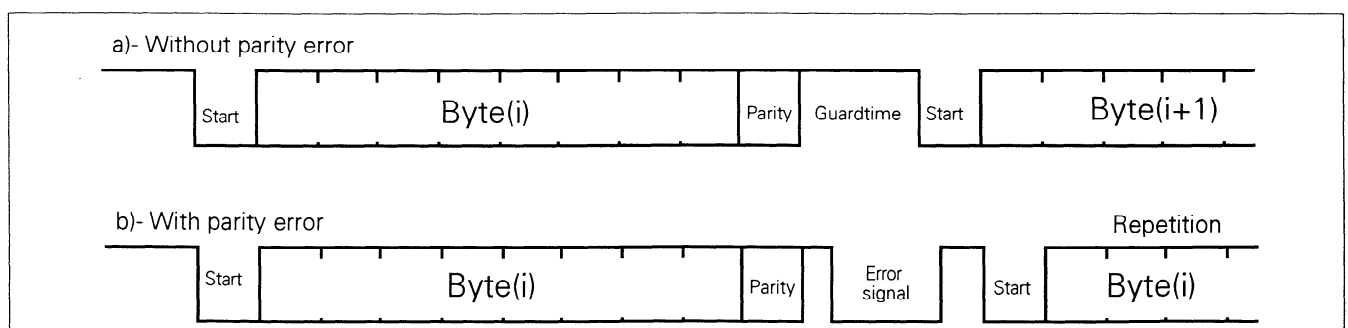 a)- Without parity error
Start Byte(i) Parity Guardtime Start Byte(i+1)
b)- With parity error Repetition
Start Byte(i) Parity Error signal Start Byte(i)